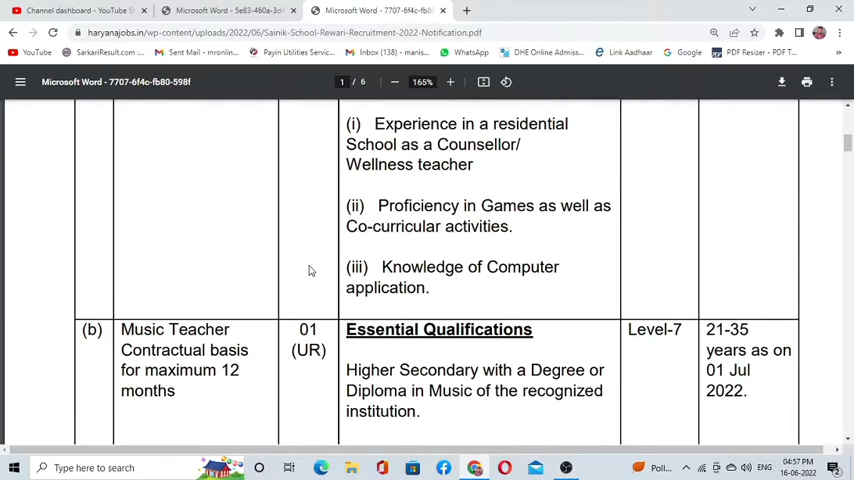 Channel dashboard - YouTube S
Microsoft Word - 5e83-460a-3d4
Microsoft Word - 7707-6f4c-fb80
haryanajobs.in/wp-content/uploads/2022/06/Sainik-School-Rewari-Recruitment-2022-Notification.pdf
YouTube
SarkariResult.com:
Sent Mail - mronlin
Payin Utility Servic
Inbox (138) - manis
WhatsApp
DHE Online Admiss...
Link Aadhaar
Google
PDF Resizer - PDF T
Microsoft Word - 7707-6f4c-fb80-598f
1 / 6
165%
(i) Experience in a residential
School as a Counsellor/
Wellness teacher
(ii) Proficiency in Games as well as
Co-curricular activities.
(iii) Knowledge of Computer
application.
(b)
Music Teacher
Contractual basis
for maximum 12
months
01
(UR)
Essential Qualifications
Higher Secondary with a Degree or
Diploma in Music of the recognized
institution.
Level-7
21-35
years as on
01 Jul
2022.
Type here to search
Poll...
ENG
04:57 PM
16-06-2022